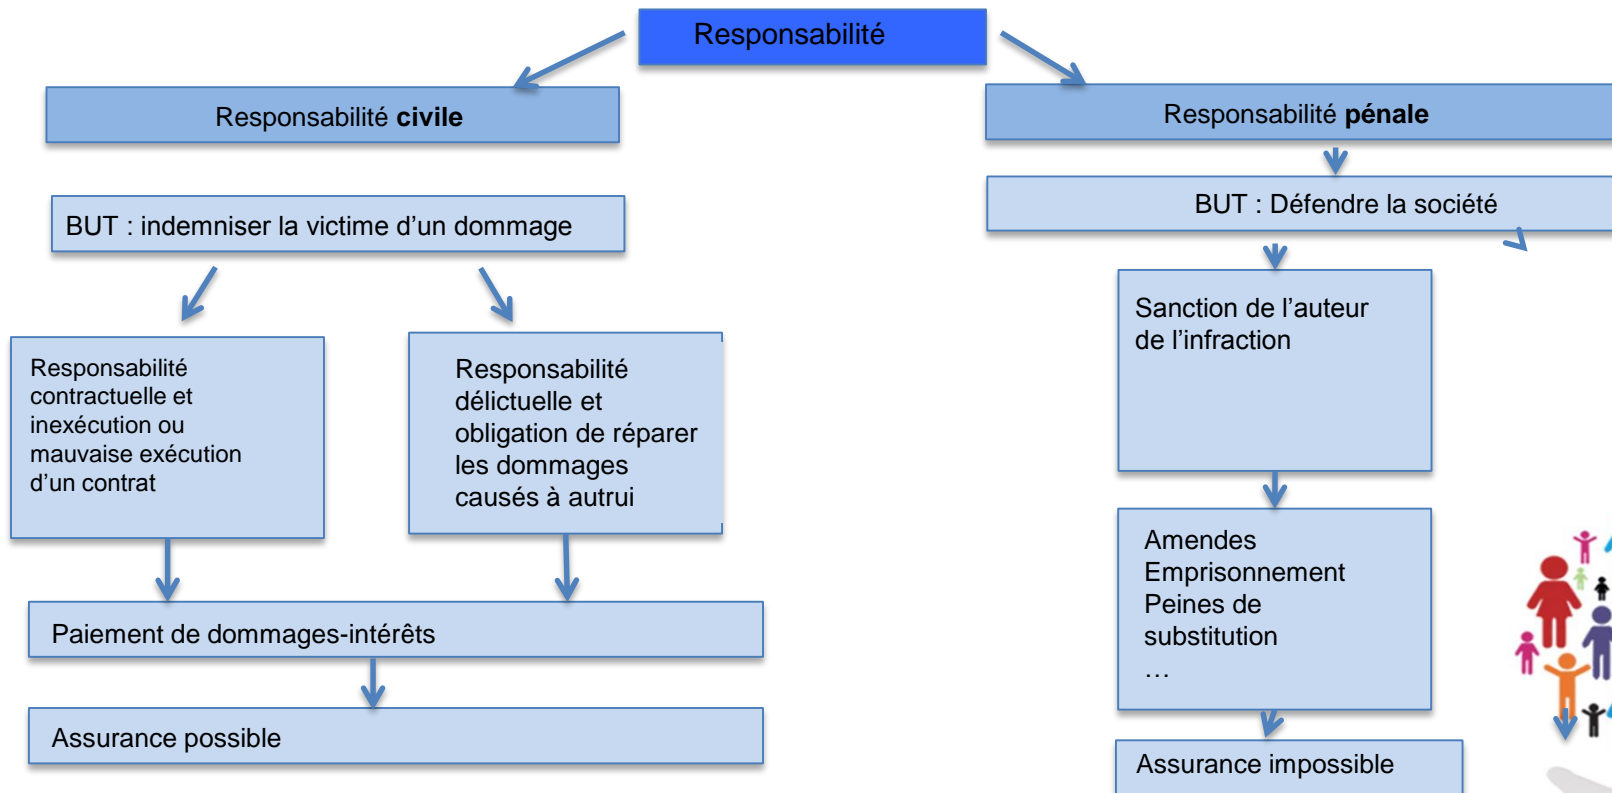 Responsabilité
Responsabilité civile
Responsabilité pénale
BUT : indemniser la victime d’un dommage
BUT : Défendre la société
Responsabilité
contractuelle et
inexécution ou
mauvaise exécution
d’un contrat
Responsabilité
délictuelle et
obligation de réparer
les dommages
causés à autrui
Sanction de l’auteur
de l’infraction
Paiement de dommages-intérêts
Amendes
Emprisonnement
Peines de
substitution
…
Assurance possible
Assurance impossible